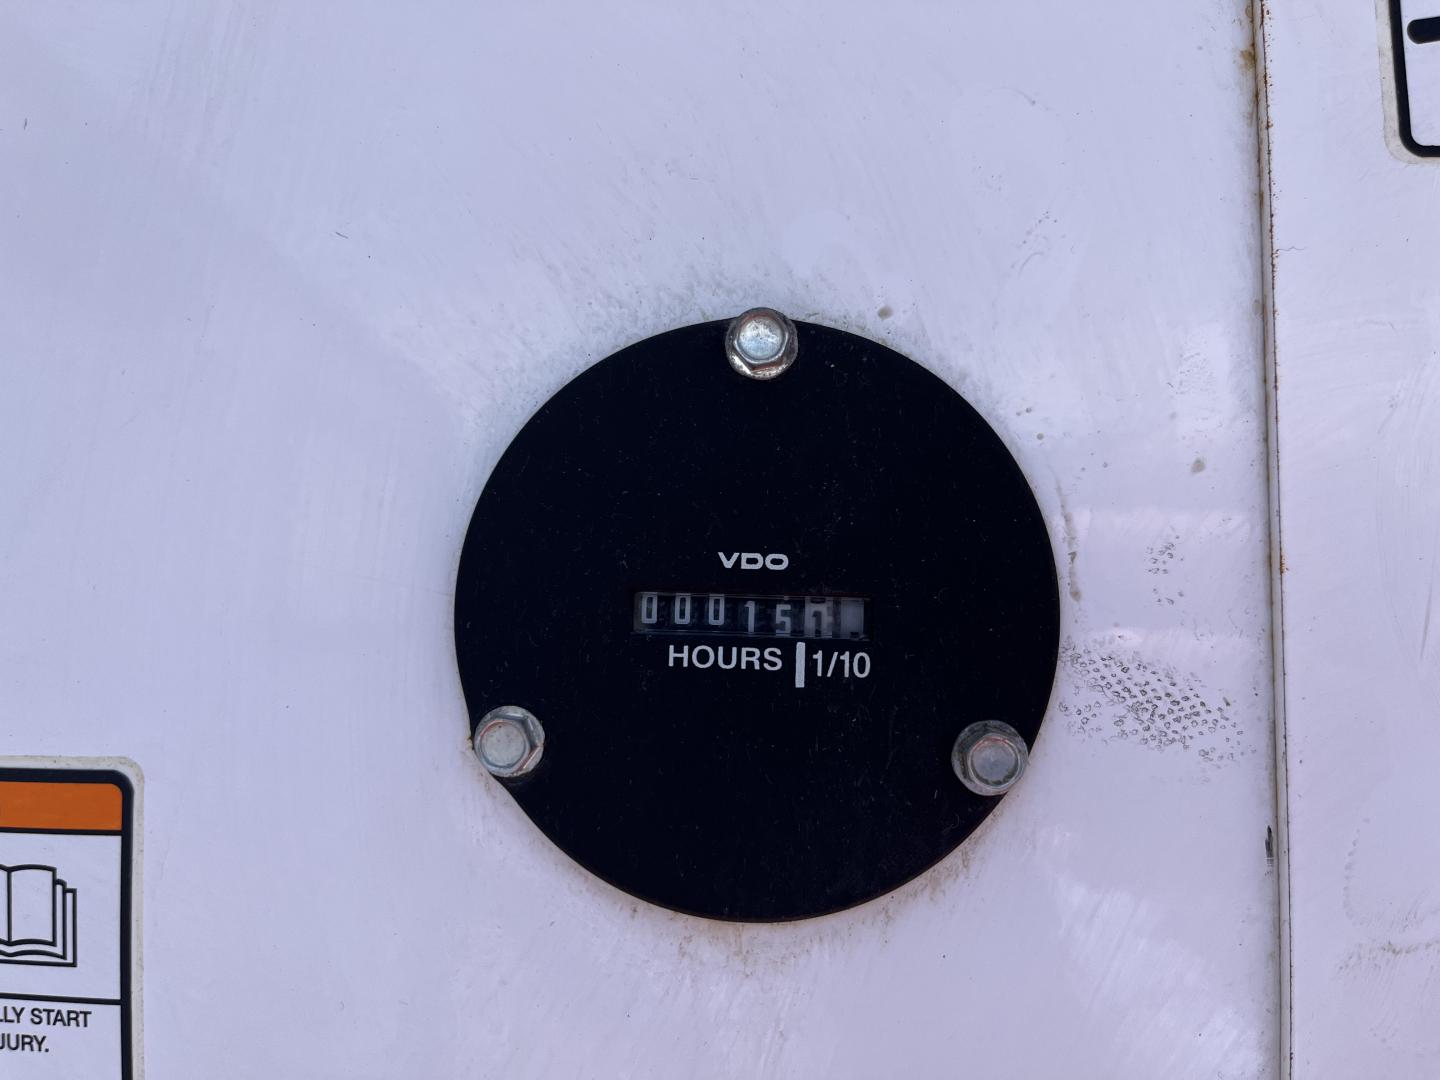 VDO
00015
HOURS 1/10
LLY START
JURY.